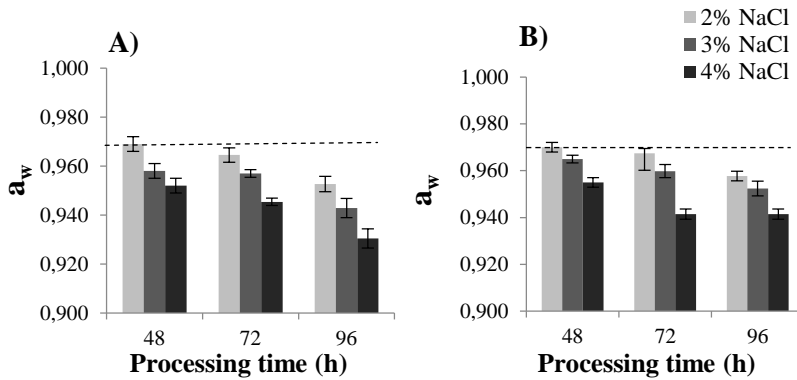 A)
1,000
0,980
0,960
0,940
0,920
0,900
aw
48 72 96
Processing time (h)
B)
2% NaCl
3% NaCl
4% NaCl
1,000
0,980
0,960
0,940
0,920
0,900
aw
48 72 96
Processing time (h)